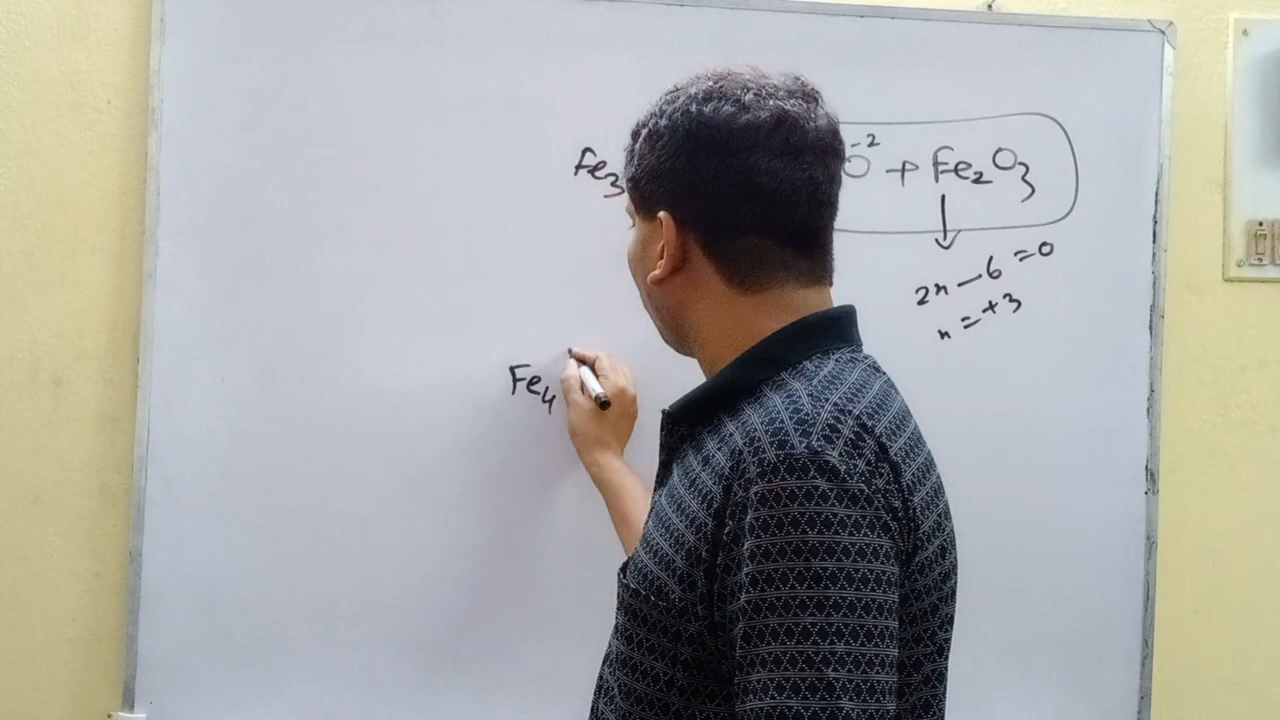 Fe₃ O⁻² + Fe₂O₃
2x - 6 = 0
x = +3
Fe₄